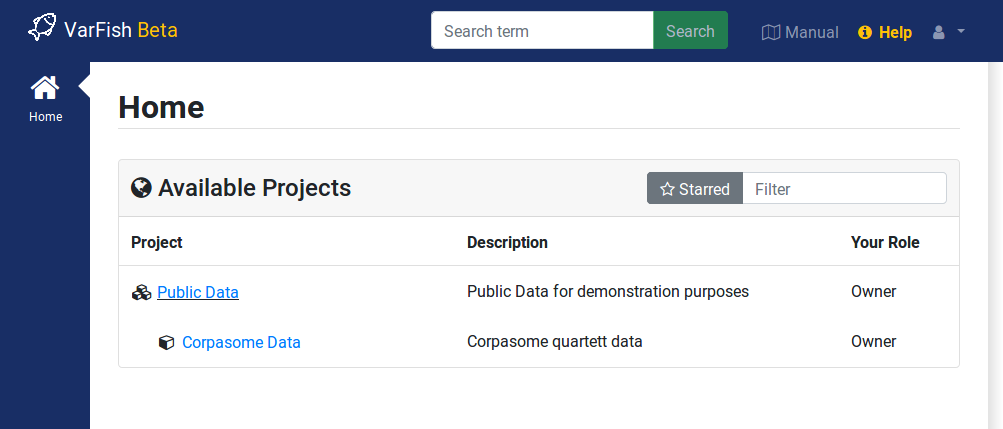 VarFish Beta
Search term
Search
Manual
Help
Home
Home
Available Projects
Starred
Filter
Project Description Your Role
Public Data Public Data for demonstration purposes Owner
Corpasome Data Corpasome quartett data Owner